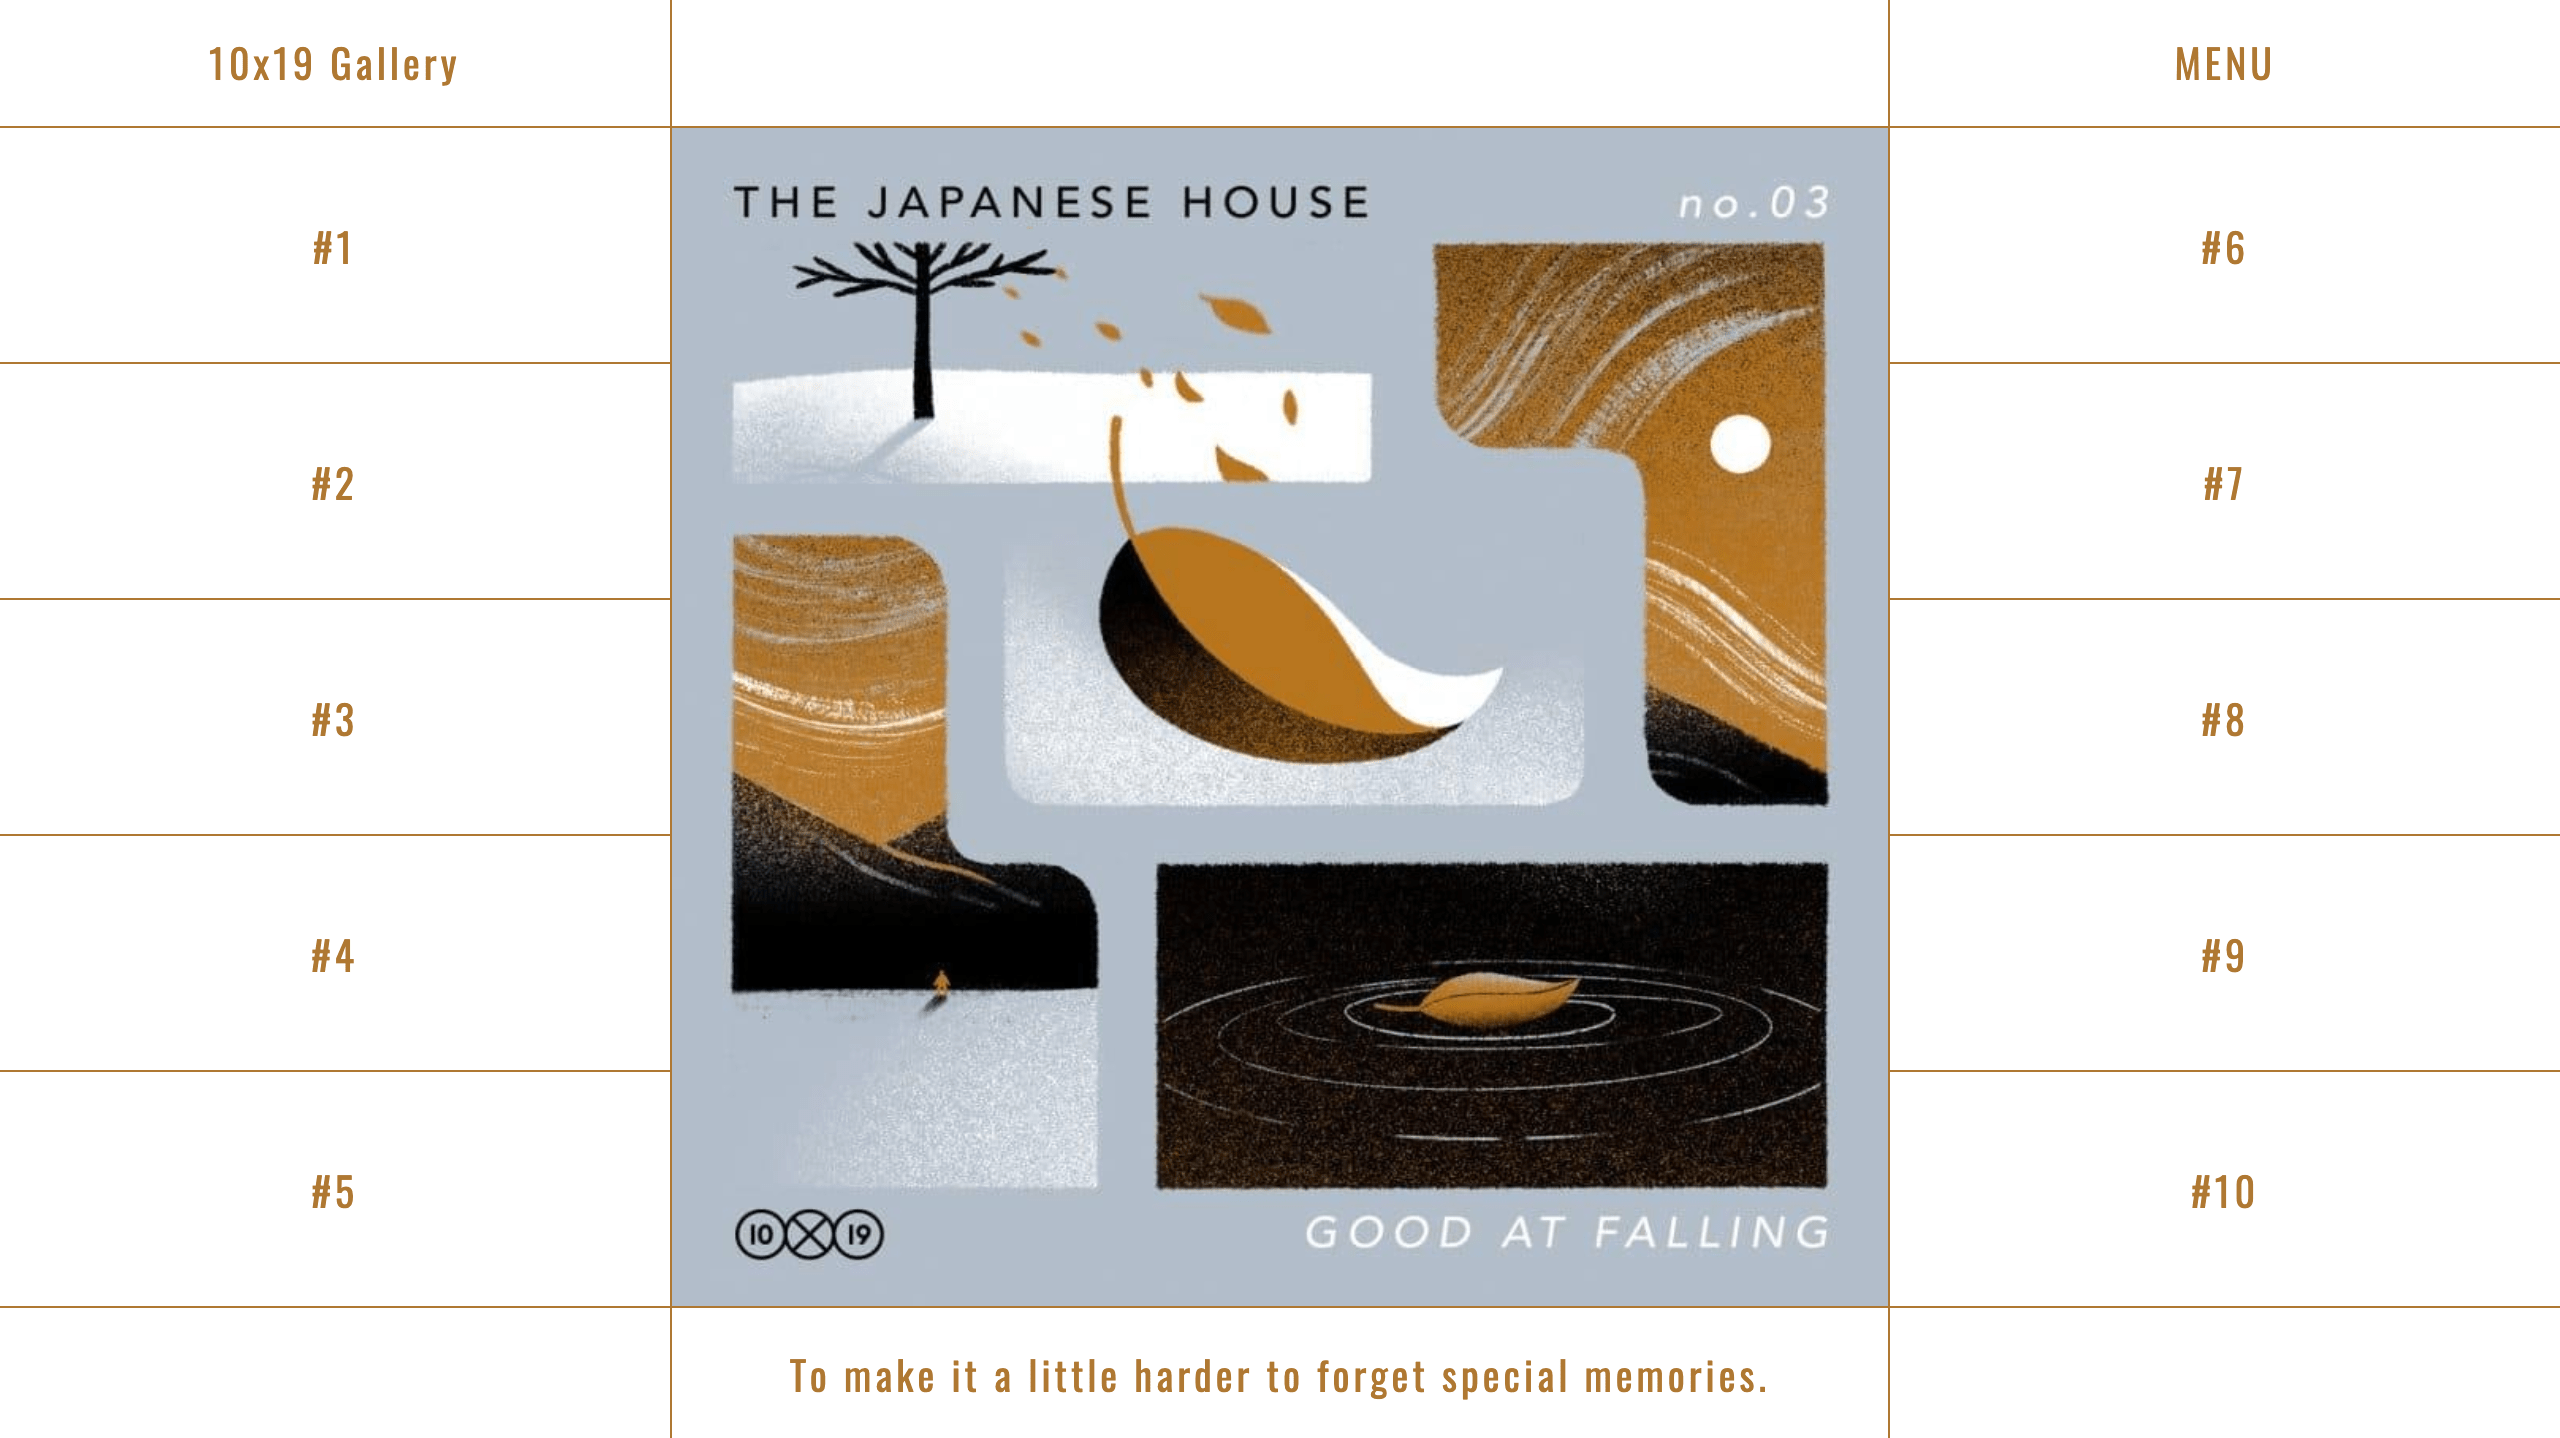 10x19 Gallery
MENU
#1
#2
#3
#4
#5
THE JAPANESE HOUSE
no.03
10 X 19
GOOD AT FALLING
#6
#7
#8
#9
#10
To make it a little harder to forget special memories.